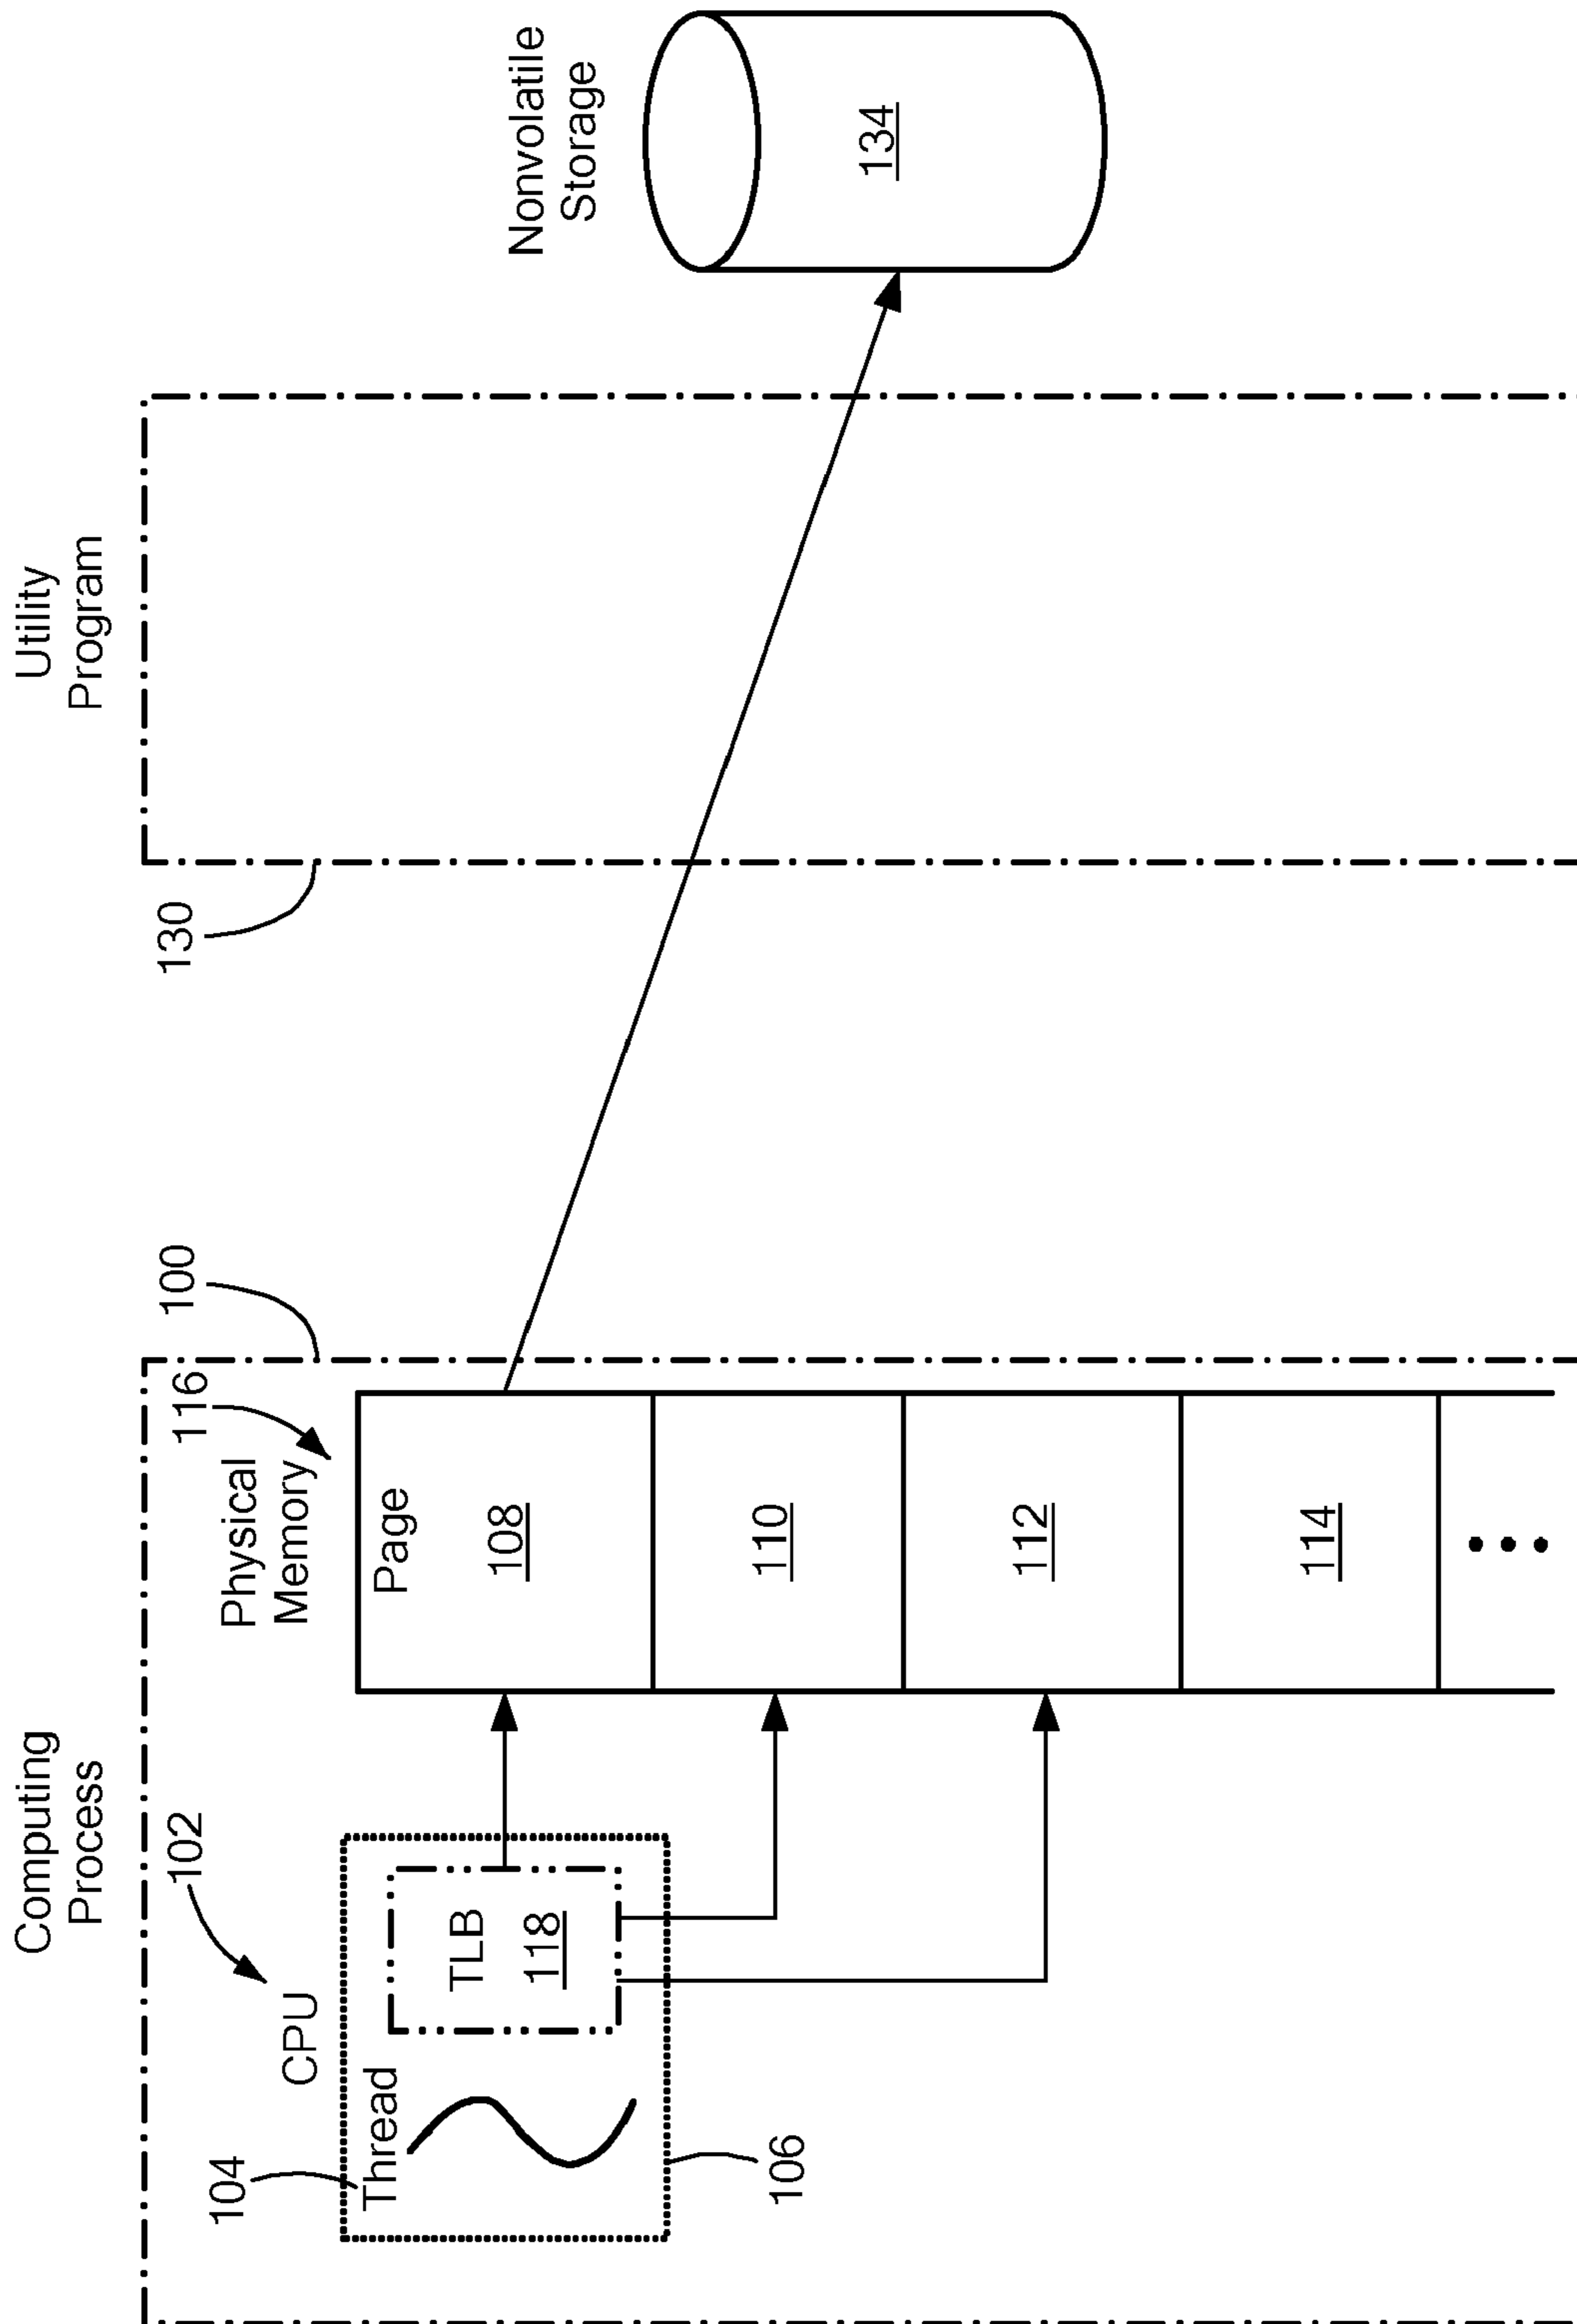 Computing
Process
Utility
Program
102
116
100
130
Physical
Memory
CPU
104
Thread
TLB
118
106
Page
108
110
112
114
Nonvolatile
Storage
134